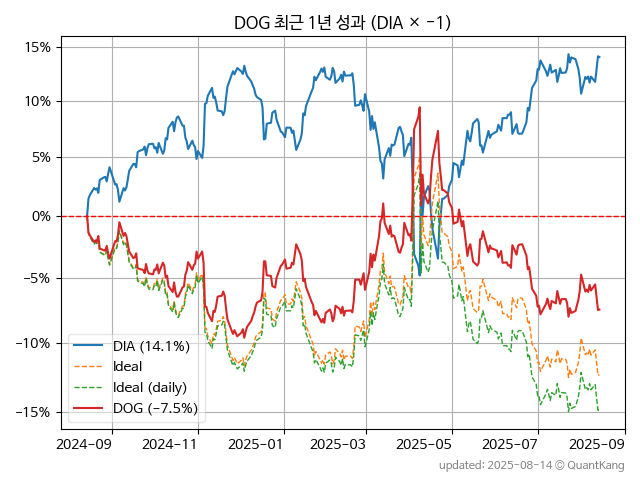 DOG 최근 1년 성과 (DIA × −1)
15%
10%
5%
0%
−5%
−10%
−15%
DIA (14.1%)
Ideal
Ideal (daily)
DOG (−7.5%)
2024−09
2024−11
2025−01
2025−03
2025−05
2025−07
2025−09
updated: 2025−08−14 © QuantKang